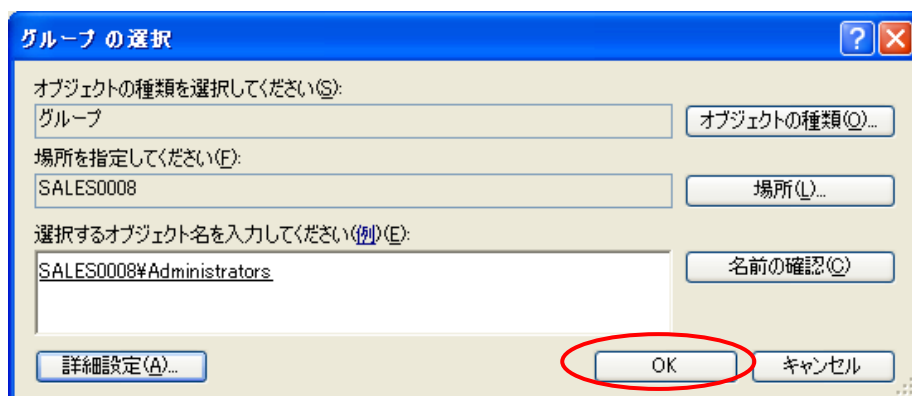 グループ の選択
オブジェクトの種類を選択してください(S):
グループ
オブジェクトの種類(O)...
場所を指定してください(F):
SALES0008
場所(L)...
選択するオブジェクト名を入力してください(例)(E):
SALES0008¥Administrators
名前の確認(C)
詳細設定(A)...
OK
キャンセル